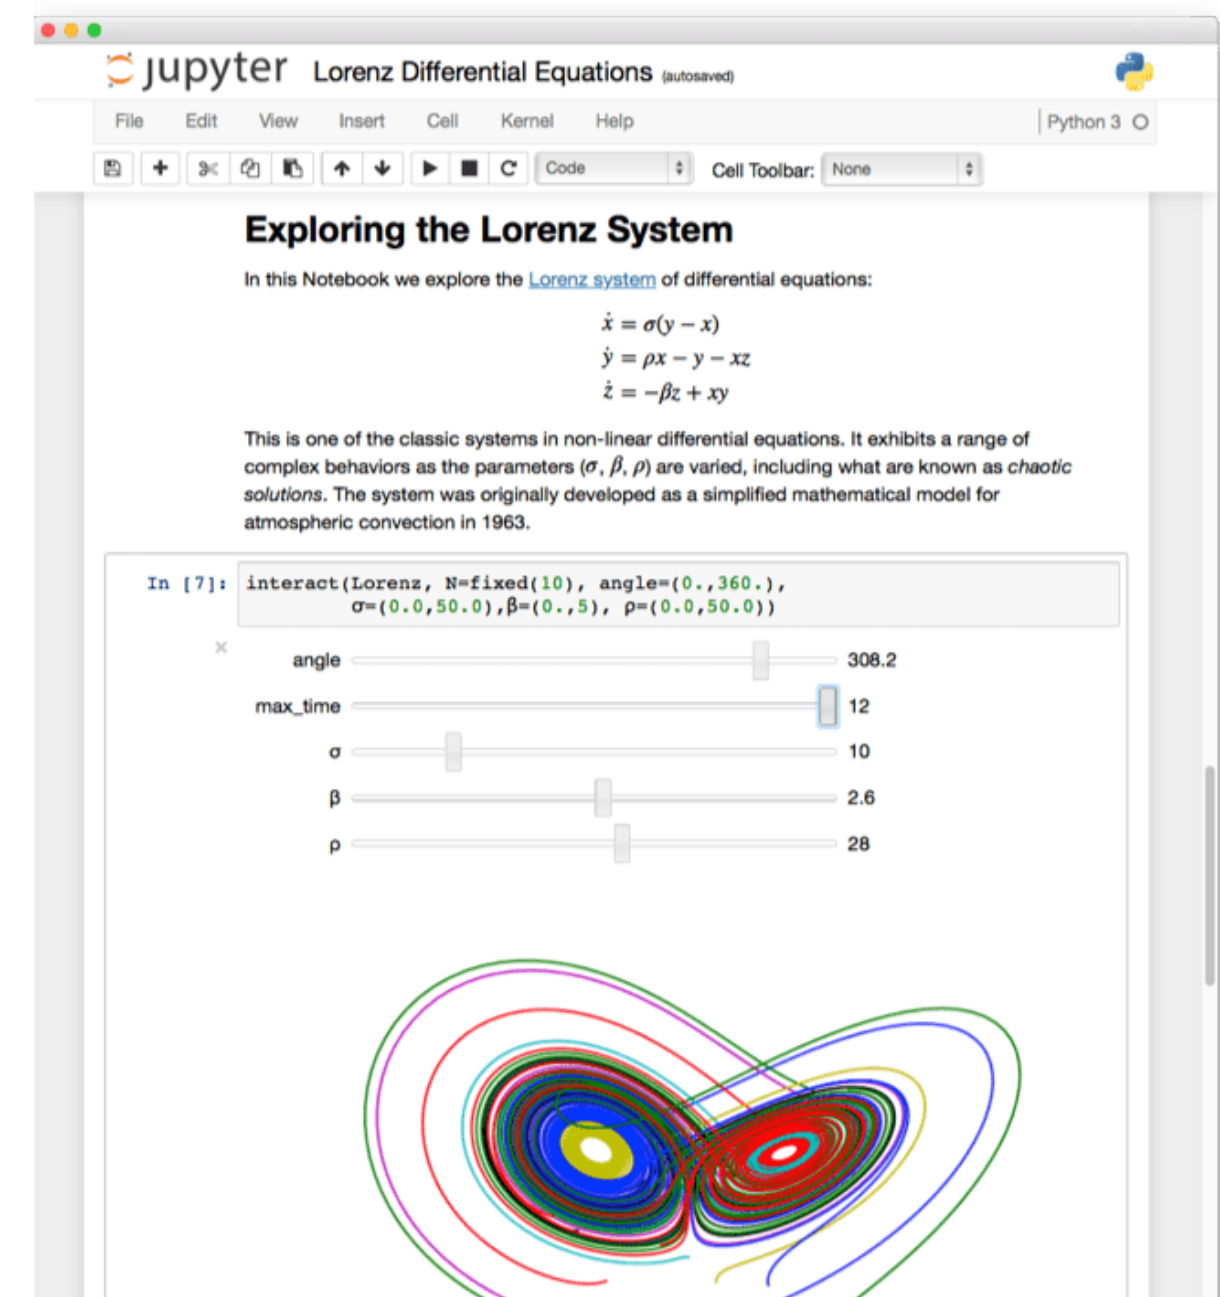 jupyter Lorenz Differential Equations (autosaved)
File Edit View Insert Cell Kernel Help Python 3
Code Cell Toolbar: None
Exploring the Lorenz System
In this Notebook we explore the Lorenz system of differential equations:
ẋ = σ(y − x)
ẏ = ρx − y − xz
ż = −βz + xy
This is one of the classic systems in non-linear differential equations. It exhibits a range of
complex behaviors as the parameters (σ, β, ρ) are varied, including what are known as chaotic
solutions. The system was originally developed as a simplified mathematical model for
atmospheric convection in 1963.
In [7]: interact(Lorenz, N=fixed(10), angle=(0.,360.),
σ=(0.0,50.0),β=(0.,5), ρ=(0.0,50.0))
angle 308.2
max_time 12
σ 10
β 2.6
ρ 28